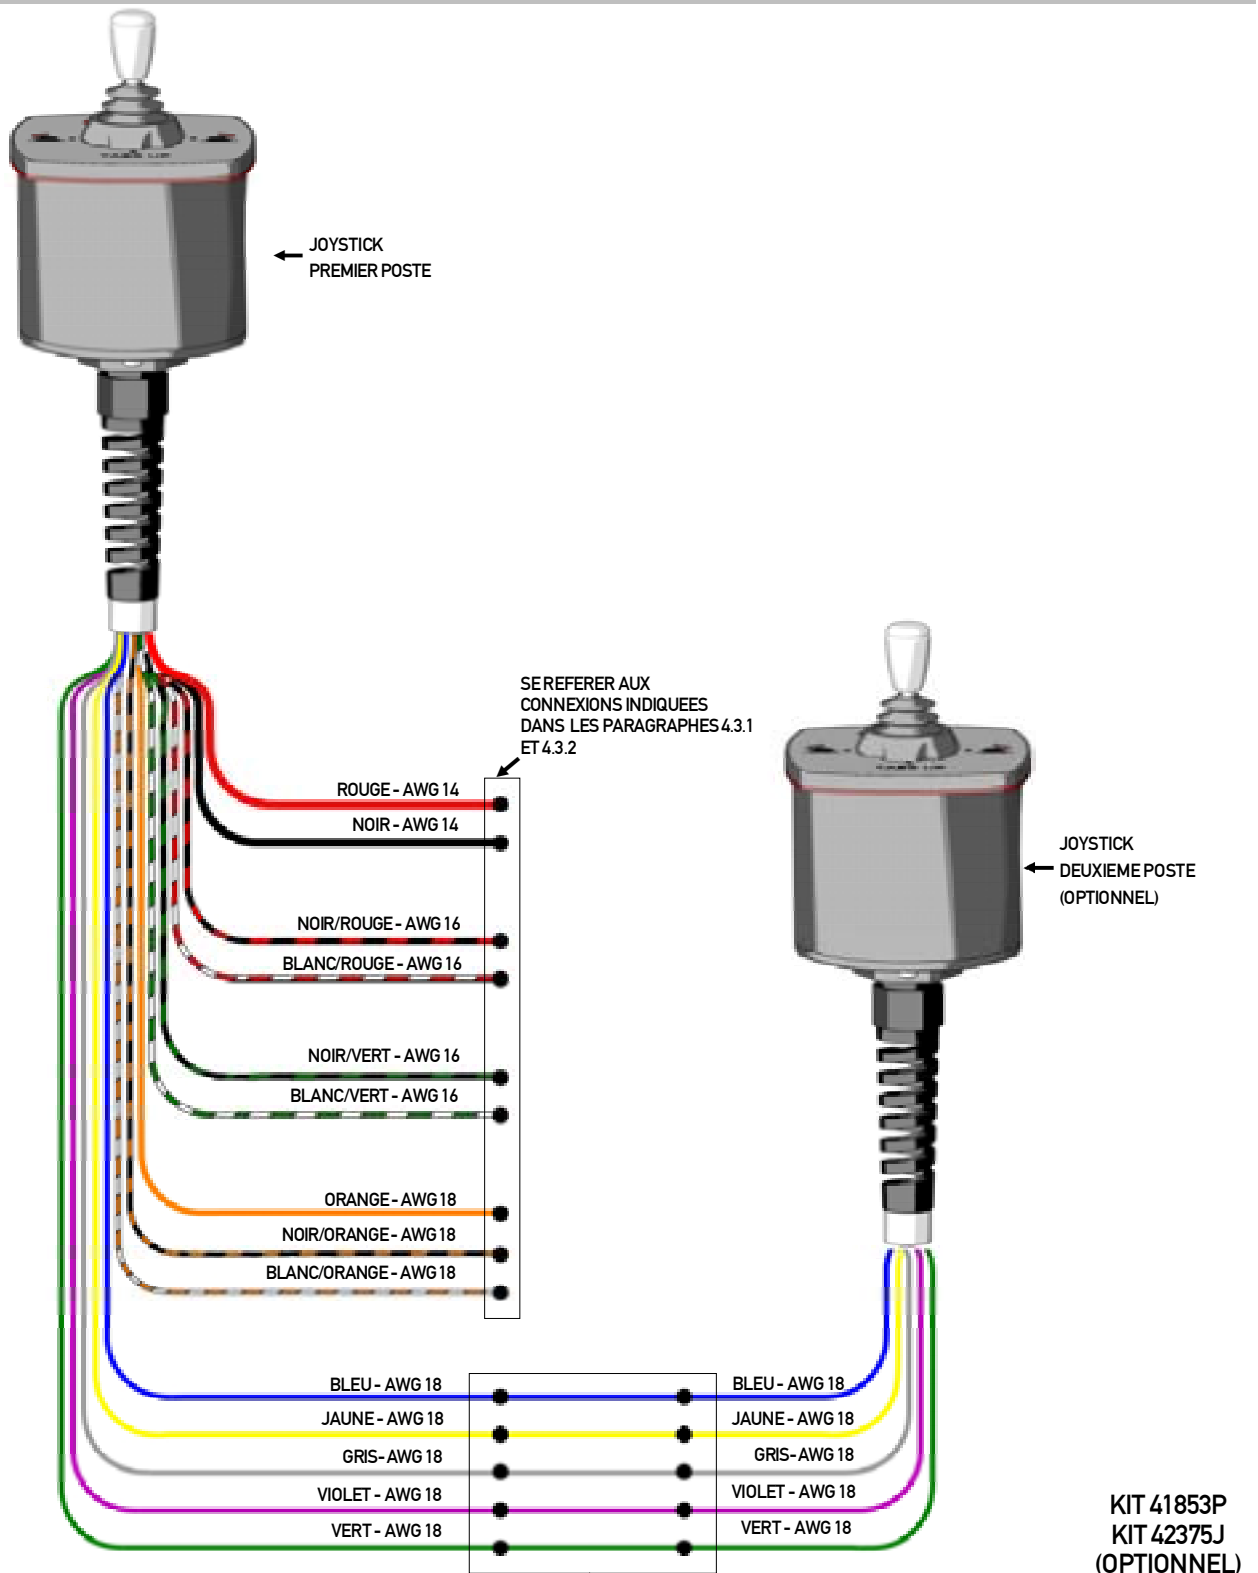 TABS UP
JOYSTICK
PREMIER POSTE
SE REFERER AUX
CONNEXIONS INDIQUEES
DANS LES PARAGRAPHES 4.3.1
ET 4.3.2
ROUGE - AWG 14
NOIR - AWG 14
NOIR/ROUGE - AWG 16
BLANC/ROUGE - AWG 16
NOIR/VERT - AWG 16
BLANC/VERT - AWG 16
ORANGE - AWG 18
NOIR/ORANGE - AWG 18
BLANC/ORANGE - AWG 18
TABS UP
JOYSTICK
DEUXIEME POSTE
(OPTIONNEL)
BLEU - AWG 18
BLEU - AWG 18
JAUNE - AWG 18
JAUNE - AWG 18
GRIS- AWG 18
GRIS- AWG 18
VIOLET - AWG 18
VIOLET - AWG 18
VERT - AWG 18
VERT - AWG 18
KIT 41853P
KIT 42375J
(OPTIONNEL)